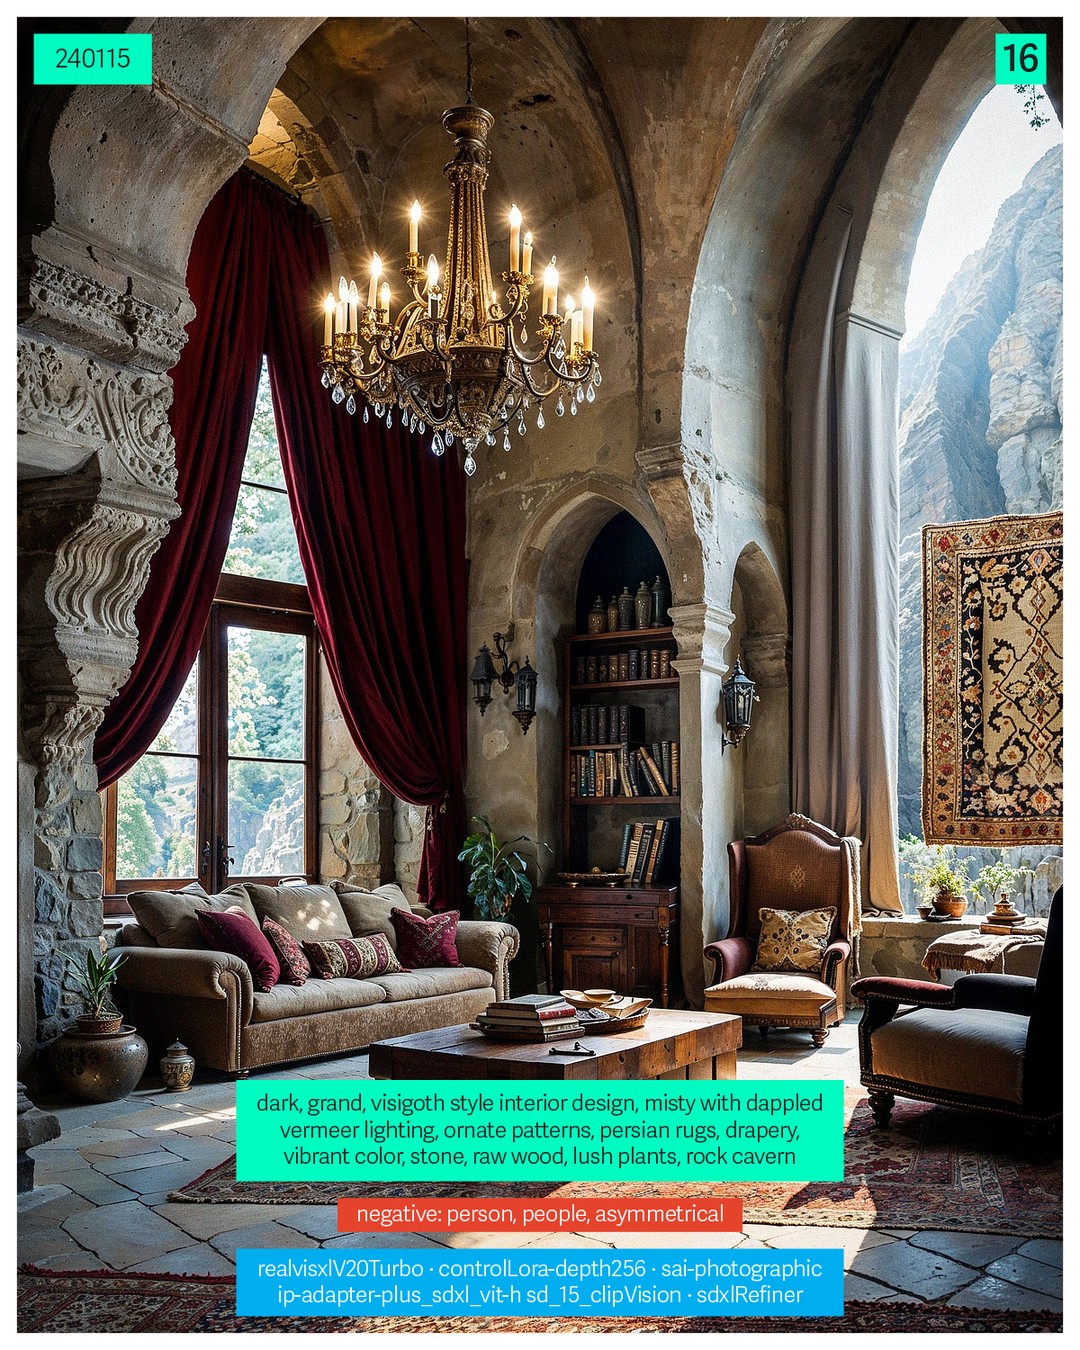 240115
16
dark, grand, visigoth style interior design, misty with dappled
vermeer lighting, ornate patterns, persian rugs, drapery,
vibrant color, stone, raw wood, lush plants, rock cavern
negative: person, people, asymmetrical
realvisxlV20Turbo · controlLora-depth256 · sai-photographic
ip-adapter-plus_sdxl_vit-h sd_15_clipVision · sdxlRefiner